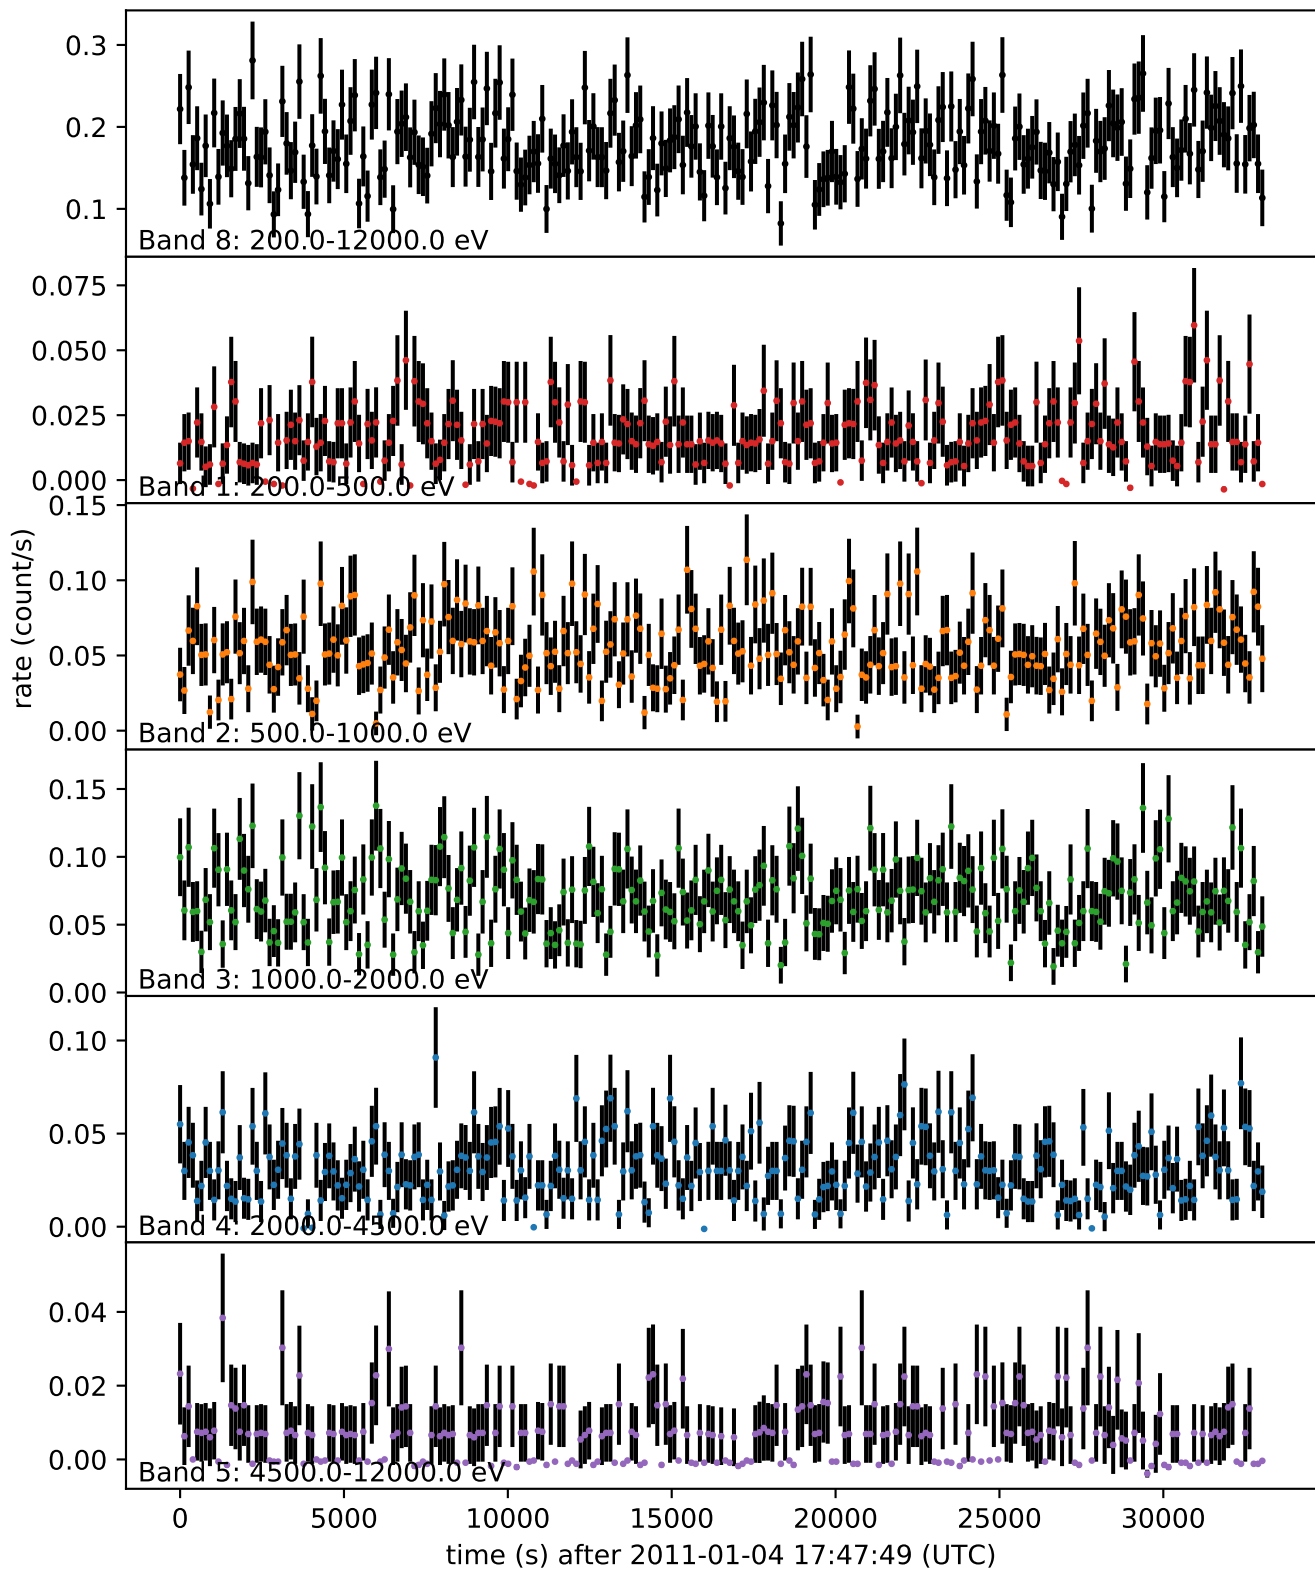 0.3
0.2
0.1
Band 8: 200.0-12000.0 eV
0.075
0.050
0.025
0.000
Band 1: 200.0-500.0 eV
0.15
0.10
0.05
0.00
Band 2: 500.0-1000.0 eV
rate (count/s)
0.15
0.10
0.05
0.00
Band 3: 1000.0-2000.0 eV
0.10
0.05
0.00
Band 4: 2000.0-4500.0 eV
0.04
0.02
0.00
Band 5: 4500.0-12000.0 eV
0 5000 10000 15000 20000 25000 30000
time (s) after 2011-01-04 17:47:49 (UTC)